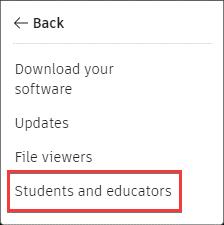 Back
Download your
software
Updates
File viewers
Students and educators